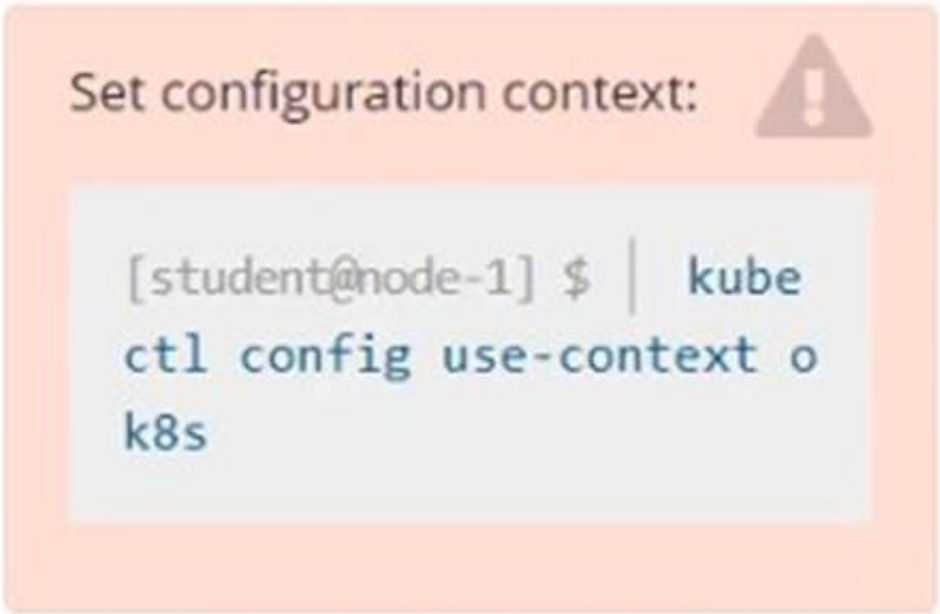 Set configuration context:
[student@node-1] $ | kube
ctl config use-context o
k8s